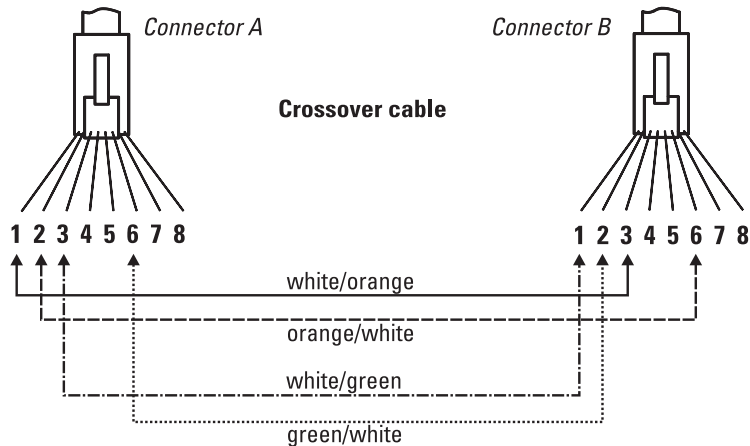 Connector A
Connector B
Crossover cable
1 2 3 4 5 6 7 8
1 2 3 4 5 6 7 8
white/orange
orange/white
white/green
green/white